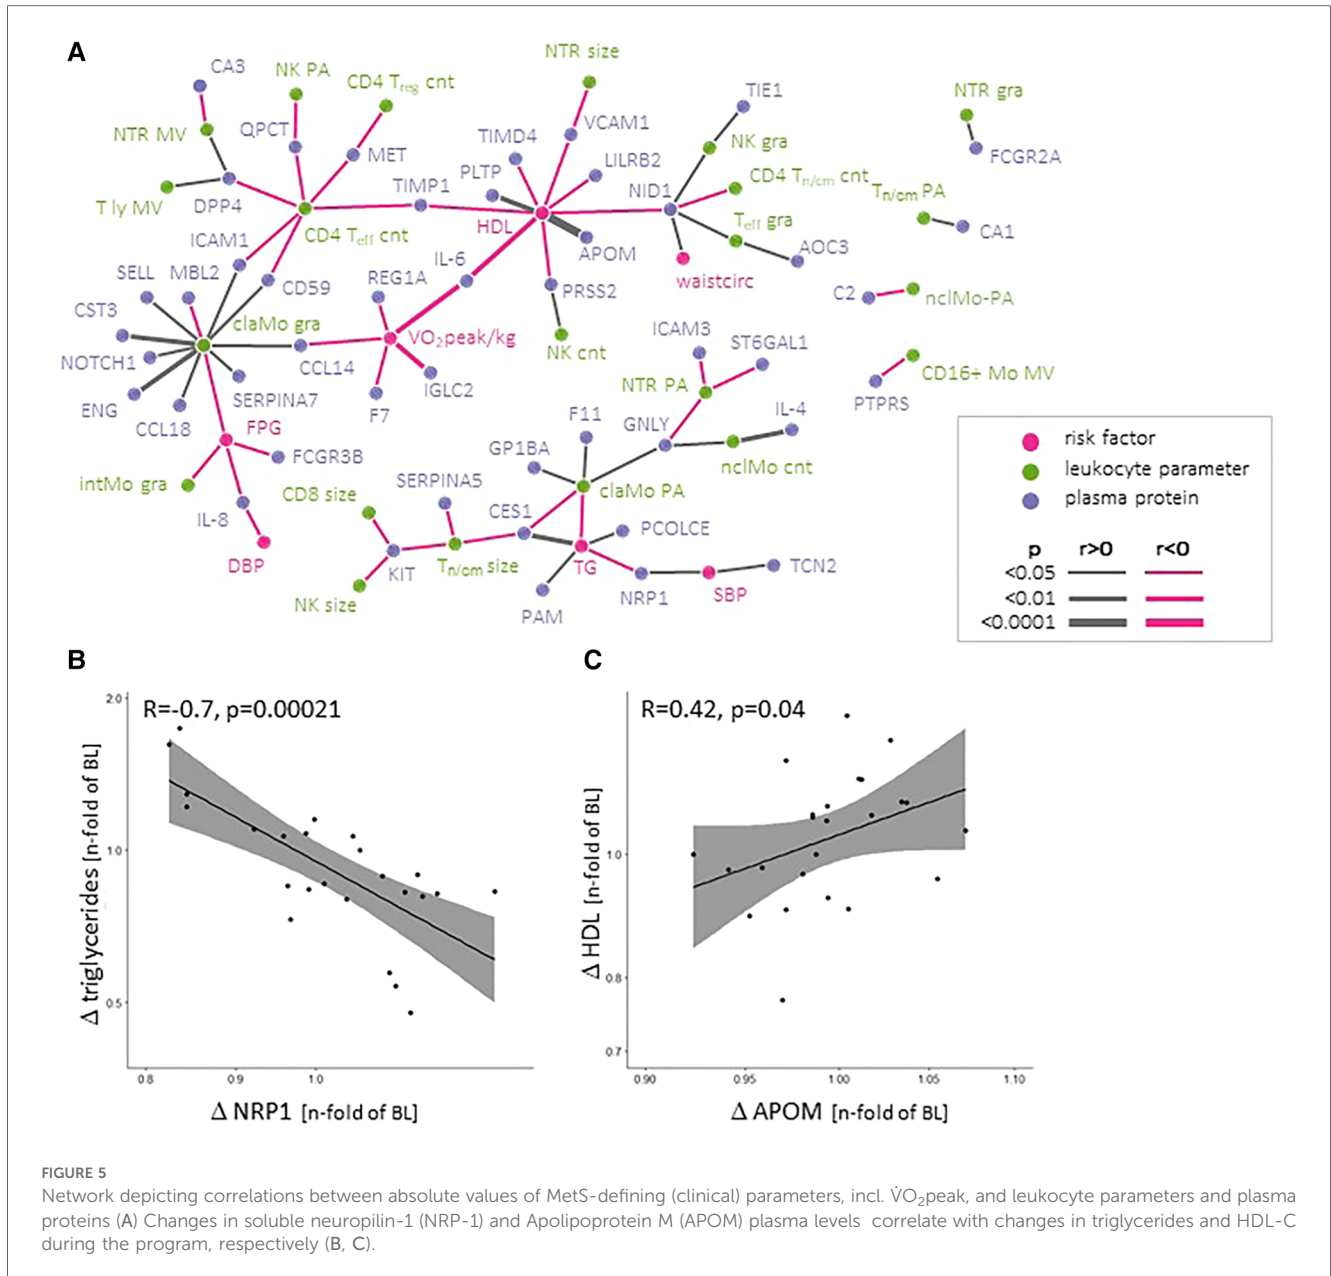 A
CA3
NK PA
CD4 Treg cnt
NTR size
TIE1
NTR gra
NTR MV
QPCT
MET
TIMD4
VCAM1
NK gra
FCGR2A
T ly MV
DPP4
TIMP1
PLTP
LILRB2
NID1
CD4 Tn/cm cnt
Tn/cm PA
HDL
Teff gra
CA1
ICAM1
CD4 Teff cnt
APOM
AOC3
SELL
MBL2
CD59
REG1A
IL-6
PRSS2
waistcirc
C2
nclMo-PA
CST3
claMo gra
VO2peak/kg
NK cnt
ICAM3
ST6GAL1
NOTCH1
CCL14
IGLC2
NTR PA
CD16+ Mo MV
PTPRS
ENG
SERPINA7
F7
CCL18
FPG
F11
GNLY
IL-4
FCGR3B
GP1BA
nclMo cnt
intMo gra
CD8 size
SERPINA5
claMo PA
IL-8
CES1
PCOLCE
DBP
KIT
Tn/cm size
TG
NRP1
SBP
TCN2
NK size
PAM
risk factor
leukocyte parameter
plasma protein
p r>0 r<0
<0.05
<0.01
<0.0001
B
R=-0.7, p=0.00021
Δ triglycerides [n-fold of BL]
2.0
1.0
0.5
0.8 0.9 1.0
Δ NRP1 [n-fold of BL]
C
R=0.42, p=0.04
Δ HDL [n-fold of BL]
1.0
0.8
0.7
0.90 0.95 1.00 1.05 1.10
Δ APOM [n-fold of BL]
FIGURE 5
Network depicting correlations between absolute values of MetS-defining (clinical) parameters, incl. V̇O2peak, and leukocyte parameters and plasma
proteins (A) Changes in soluble neuropilin-1 (NRP-1) and Apolipoprotein M (APOM) plasma levels correlate with changes in triglycerides and HDL-C
during the program, respectively (B, C).